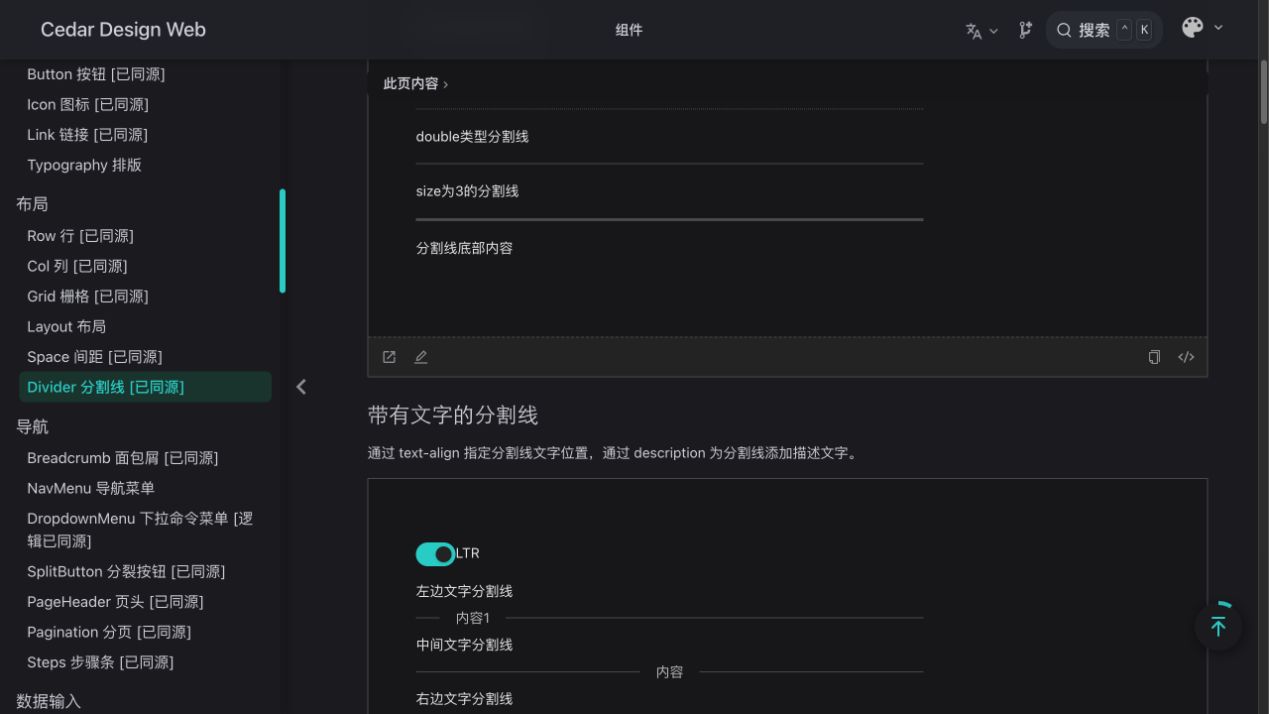 Cedar Design Web
组件
搜索 ^ K
Button 按钮 [已同源]
Icon 图标 [已同源]
Link 链接 [已同源]
Typography 排版
布局
Row 行 [已同源]
Col 列 [已同源]
Grid 栅格 [已同源]
Layout 布局
Space 间距 [已同源]
Divider 分割线 [已同源]
导航
Breadcrumb 面包屑 [已同源]
NavMenu 导航菜单
DropdownMenu 下拉命令菜单 [逻
辑已同源]
SplitButton 分裂按钮 [已同源]
PageHeader 页头 [已同源]
Pagination 分页 [已同源]
Steps 步骤条 [已同源]
数据输入
此页内容 ›
double类型分割线
size为3的分割线
分割线底部内容
带有文字的分割线
通过 text-align 指定分割线文字位置，通过 description 为分割线添加描述文字。
LTR
左边文字分割线
内容1
中间文字分割线
内容
右边文字分割线